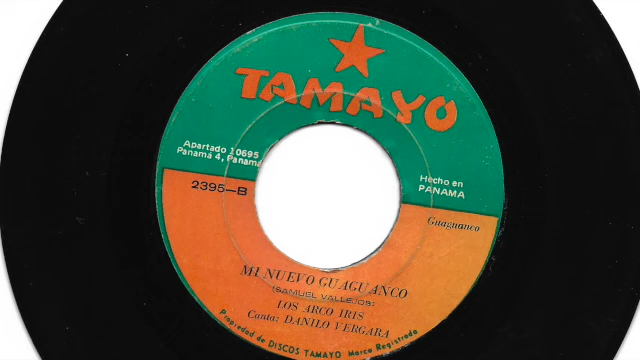 TAMAYO
Apartado 10695
Panamá 4, Panamá
Hecho en
PANAMA
2395-B
Guaguanco
MI NUEVO GUAGUANCO
(SAMUEL VALLEJOS)
LOS ARCO IRIS
Canta: DANILO VERGARA
Propiedad de DISCOS TAMAYO Marca Registrada